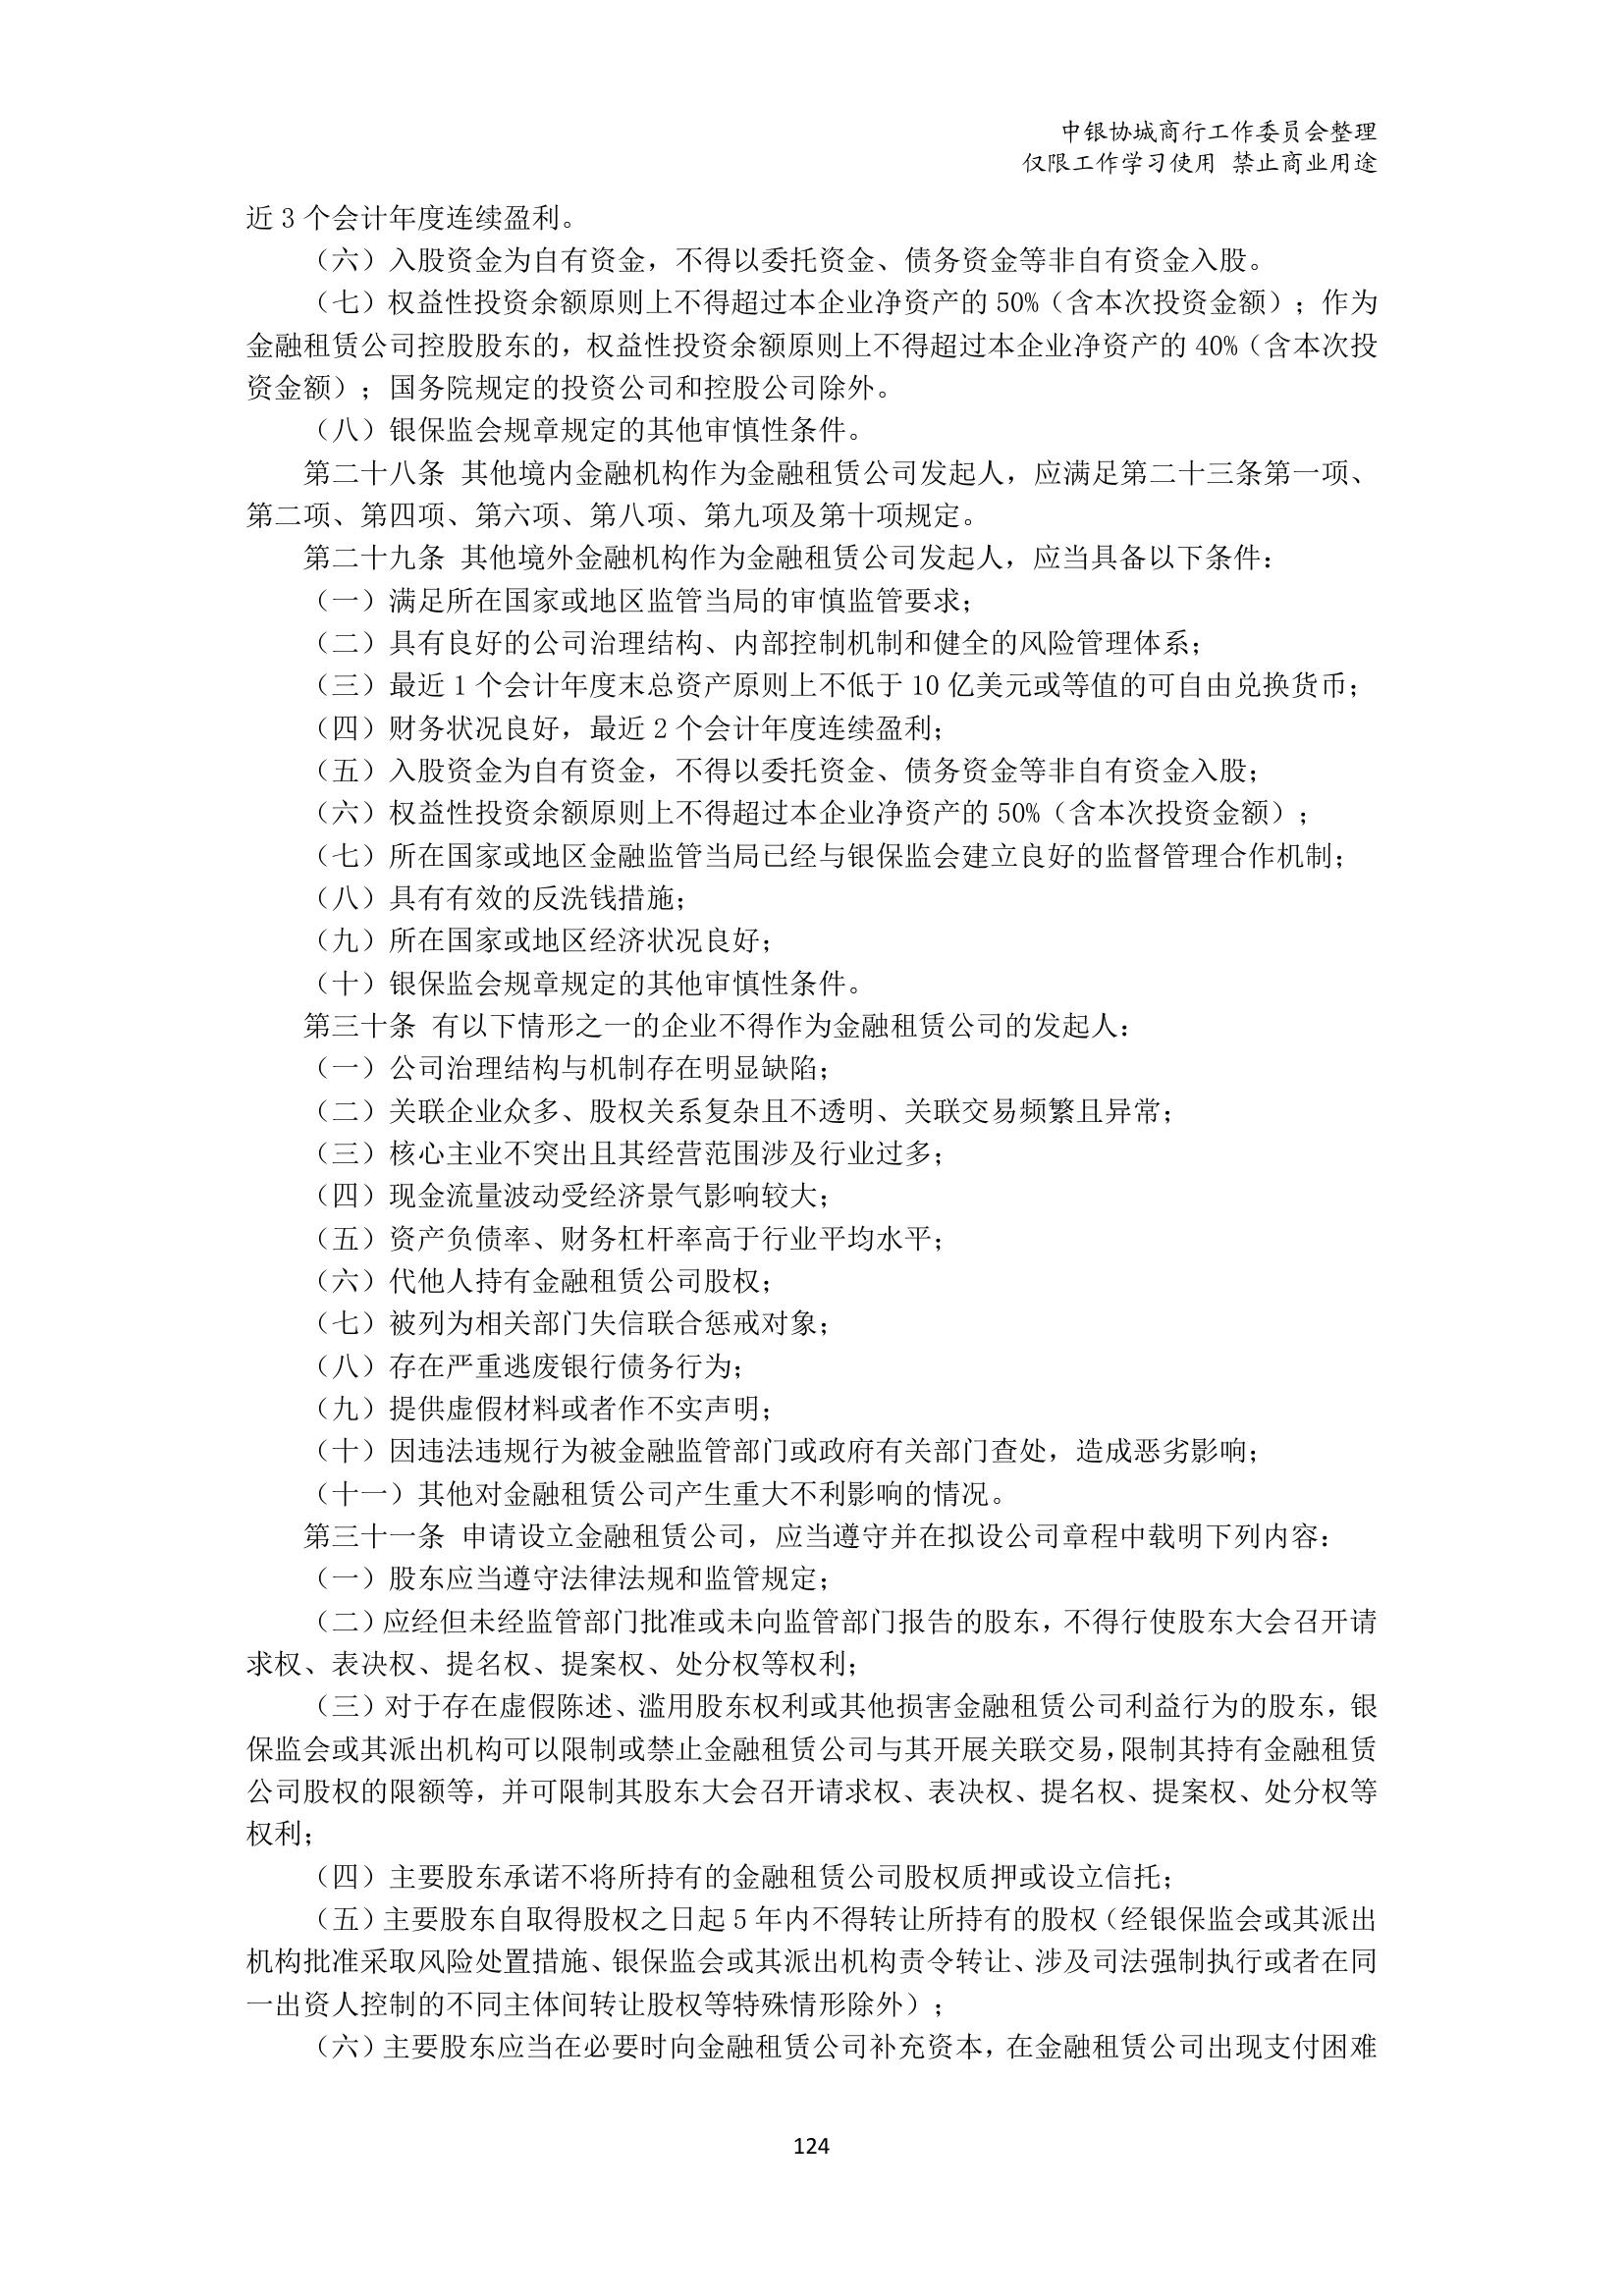 中银协城商行工作委员会整理
仅限工作学习使用 禁止商业用途
近 3 个会计年度连续盈利。
（六）入股资金为自有资金，不得以委托资金、债务资金等非自有资金入股。
（七）权益性投资余额原则上不得超过本企业净资产的 50%（含本次投资金额）；作为
金融租赁公司控股股东的，权益性投资余额原则上不得超过本企业净资产的 40%（含本次投
资金额）；国务院规定的投资公司和控股公司除外。
（八）银保监会规章规定的其他审慎性条件。
第二十八条 其他境内金融机构作为金融租赁公司发起人，应满足第二十三条第一项、
第二项、第四项、第六项、第八项、第九项及第十项规定。
第二十九条 其他境外金融机构作为金融租赁公司发起人，应当具备以下条件：
（一）满足所在国家或地区监管当局的审慎监管要求；
（二）具有良好的公司治理结构、内部控制机制和健全的风险管理体系；
（三）最近 1 个会计年度末总资产原则上不低于 10 亿美元或等值的可自由兑换货币；
（四）财务状况良好，最近 2 个会计年度连续盈利；
（五）入股资金为自有资金，不得以委托资金、债务资金等非自有资金入股；
（六）权益性投资余额原则上不得超过本企业净资产的 50%（含本次投资金额）；
（七）所在国家或地区金融监管当局已经与银保监会建立良好的监督管理合作机制；
（八）具有有效的反洗钱措施；
（九）所在国家或地区经济状况良好；
（十）银保监会规章规定的其他审慎性条件。
第三十条 有以下情形之一的企业不得作为金融租赁公司的发起人：
（一）公司治理结构与机制存在明显缺陷；
（二）关联企业众多、股权关系复杂且不透明、关联交易频繁且异常；
（三）核心主业不突出且其经营范围涉及行业过多；
（四）现金流量波动受经济景气影响较大；
（五）资产负债率、财务杠杆率高于行业平均水平；
（六）代他人持有金融租赁公司股权；
（七）被列为相关部门失信联合惩戒对象；
（八）存在严重逃废银行债务行为；
（九）提供虚假材料或者作不实声明；
（十）因违法违规行为被金融监管部门或政府有关部门查处，造成恶劣影响；
（十一）其他对金融租赁公司产生重大不利影响的情况。
第三十一条 申请设立金融租赁公司，应当遵守并在拟设公司章程中载明下列内容：
（一）股东应当遵守法律法规和监管规定；
（二）应经但未经监管部门批准或未向监管部门报告的股东，不得行使股东大会召开请
求权、表决权、提名权、提案权、处分权等权利；
（三）对于存在虚假陈述、滥用股东权利或其他损害金融租赁公司利益行为的股东，银
保监会或其派出机构可以限制或禁止金融租赁公司与其开展关联交易，限制其持有金融租赁
公司股权的限额等，并可限制其股东大会召开请求权、表决权、提名权、提案权、处分权等
权利；
（四）主要股东承诺不将所持有的金融租赁公司股权质押或设立信托；
（五）主要股东自取得股权之日起 5 年内不得转让所持有的股权（经银保监会或其派出
机构批准采取风险处置措施、银保监会或其派出机构责令转让、涉及司法强制执行或者在同
一出资人控制的不同主体间转让股权等特殊情形除外）；
（六）主要股东应当在必要时向金融租赁公司补充资本，在金融租赁公司出现支付困难
124